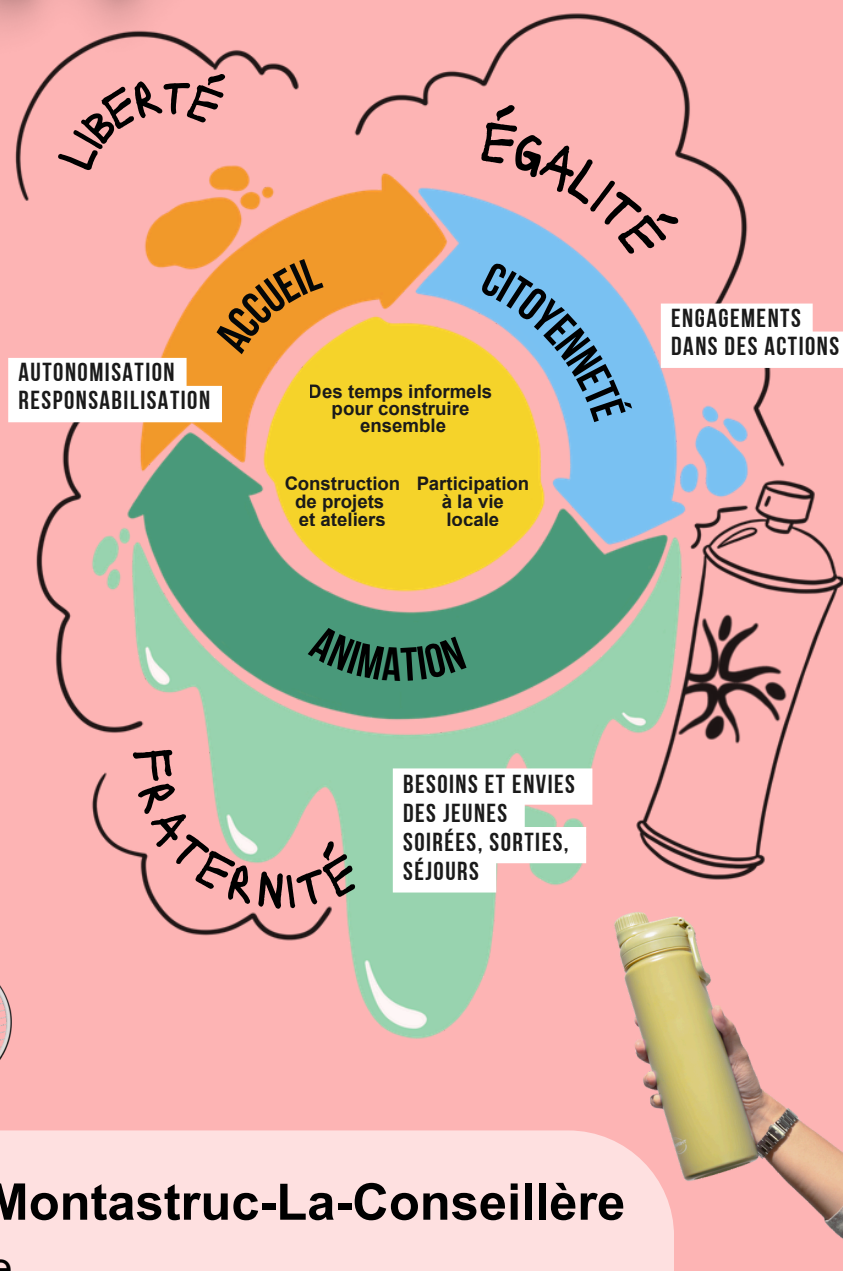 LIBERTÉ
ÉGALITÉ
ACCUEIL
CITOYENNETÉ
ENGAGEMENTS
DANS DES ACTIONS
AUTONOMISATION
RESPONSABILISATION
Des temps informels
pour construire
ensemble
Construction
de projets
et ateliers
Participation
à la vie
locale
ANIMATION
FRATERNITÉ
BESOINS ET ENVIES
DES JEUNES
SOIRÉES, SORTIES,
SÉJOURS
Montastruc-La-Conseillère